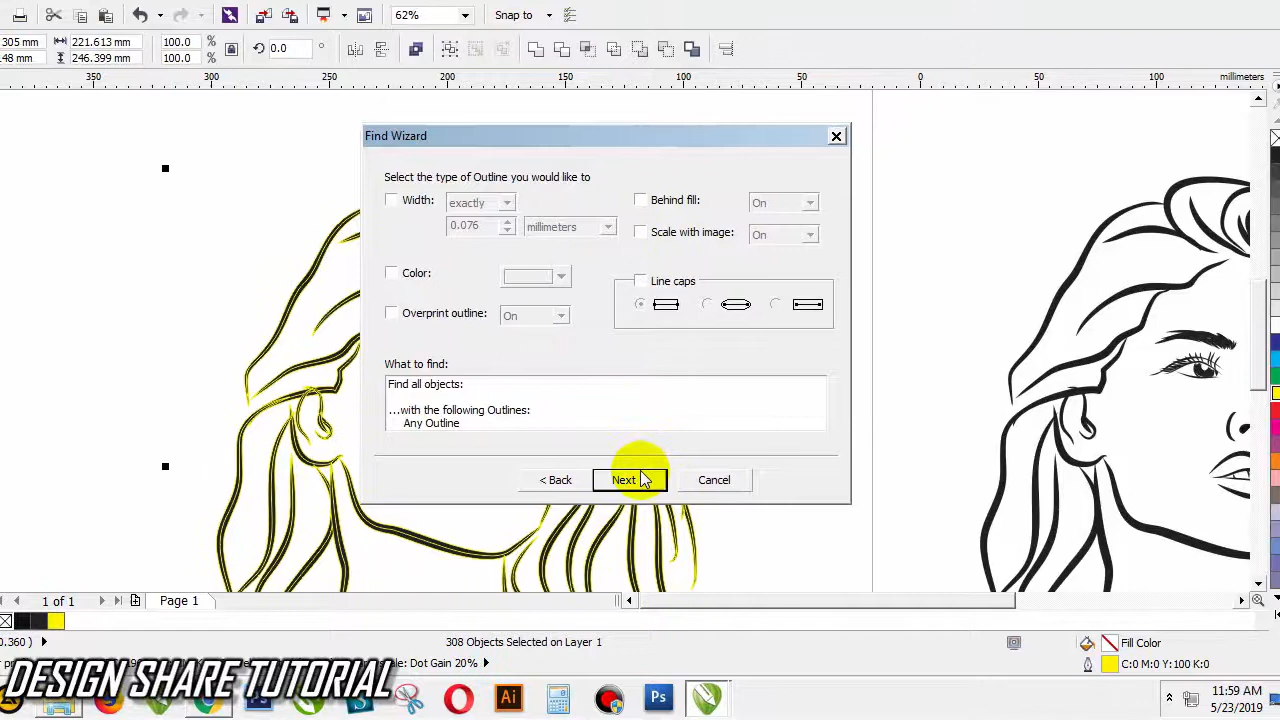 62%
Snap to
305 mm
221.613 mm
100.0
%
48 mm
246.399 mm
100.0
%
0.0
°
350
300
250
200
150
100
50
0
50
100
millimeters
Find Wizard
Select the type of Outline you would like to
Width:
exactly
Behind fill:
On
0.076
millimeters
Scale with image:
On
Color:
Line caps
Overprint outline:
On
What to find:
Find all objects:
...with the following Outlines:
Any Outline
< Back
Next
Cancel
1 of 1
Page 1
0.360 )
308 Objects Selected on Layer 1
Fill Color
scale: Dot Gain 20%
C:0 M:0 Y:100 K:0
DESIGN SHARE TUTORIAL
Ai
Ps
11:59 AM
5/23/2019